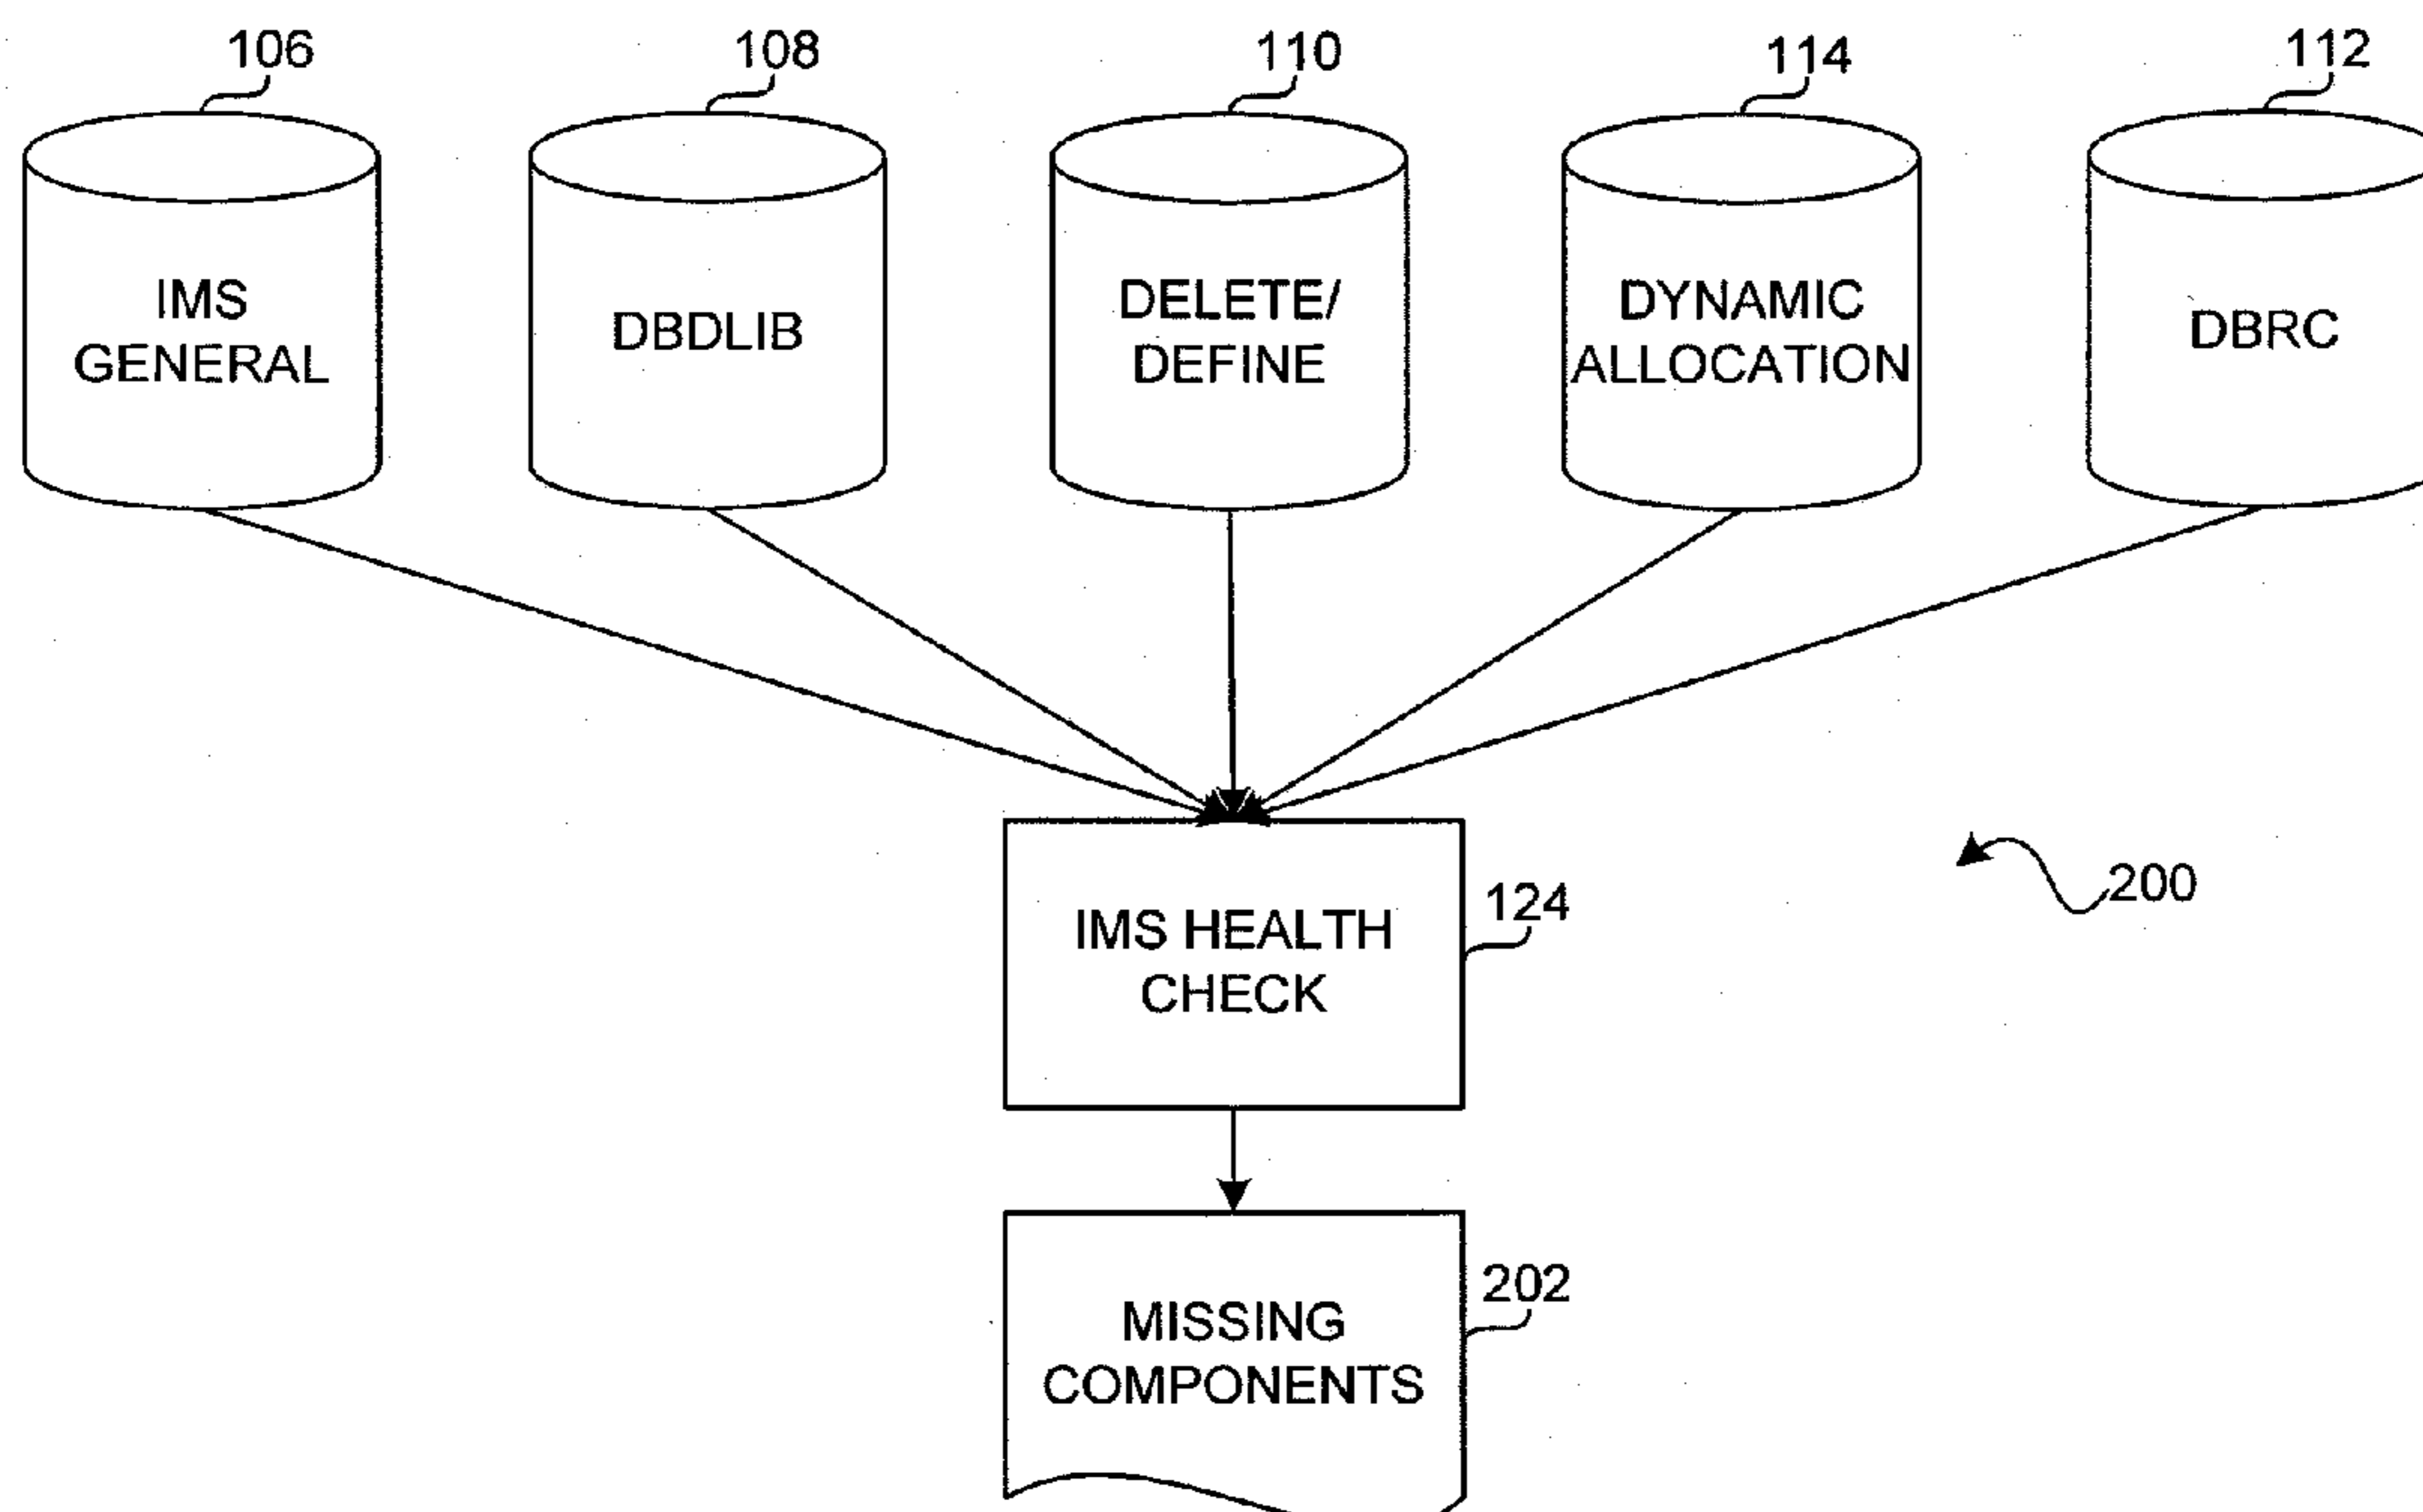 106
108
110
114
112
IMS
GENERAL
DBDLIB
DELETE/
DEFINE
DYNAMIC
ALLOCATION
DBRC
IMS HEALTH
CHECK
124
200
MISSING
COMPONENTS
202